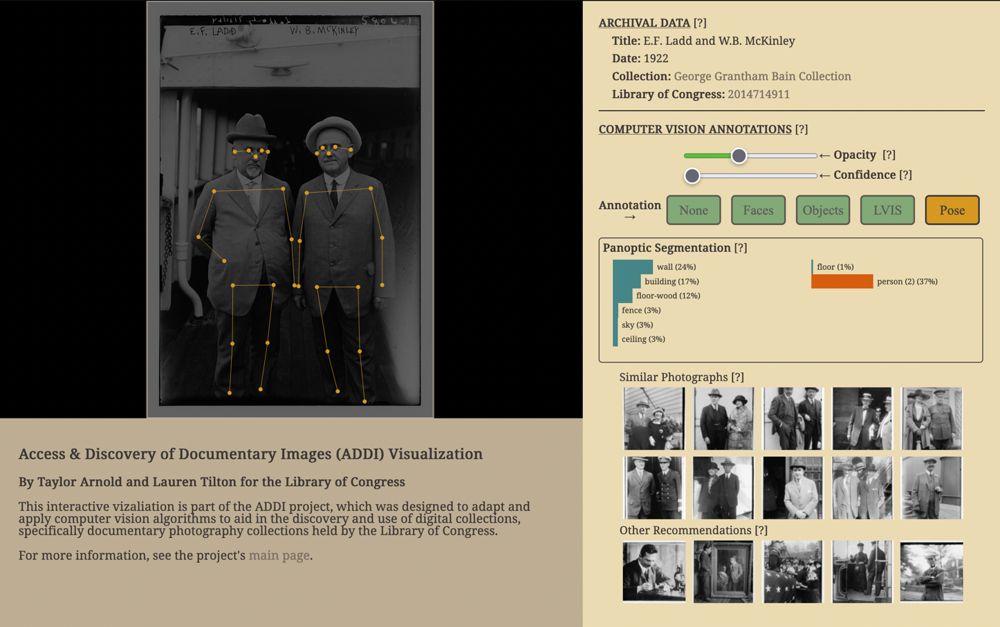 E.F. LADD
W.B. McKINLEY
ARCHIVAL DATA [?]
Title: E.F. Ladd and W.B. McKinley
Date: 1922
Collection: George Grantham Bain Collection
Library of Congress: 2014714911
COMPUTER VISION ANNOTATIONS [?]
← Opacity [?]
← Confidence [?]
Annotation → None Faces Objects LVIS Pose
Panoptic Segmentation [?]
wall (24%)
building (17%)
floor-wood (12%)
fence (3%)
sky (3%)
ceiling (3%)
floor (1%)
person (2) (37%)
Similar Photographs [?]
Other Recommendations [?]
Access & Discovery of Documentary Images (ADDI) Visualization
By Taylor Arnold and Lauren Tilton for the Library of Congress
This interactive vizaliation is part of the ADDI project, which was designed to adapt and
apply computer vision algorithms to aid in the discovery and use of digital collections,
specifically documentary photography collections held by the Library of Congress.
For more information, see the project's main page.